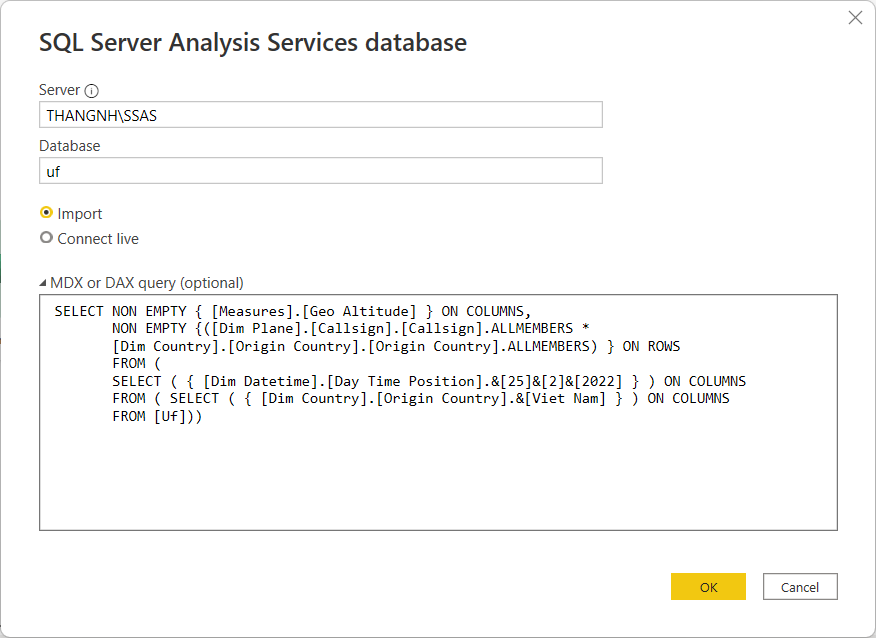 SQL Server Analysis Services database
Server
THANGNH\SSAS
Database
uf
Import
Connect live
MDX or DAX query (optional)
SELECT NON EMPTY { [Measures].[Geo Altitude] } ON COLUMNS,
NON EMPTY {([Dim Plane].[Callsign].[Callsign].ALLMEMBERS *
[Dim Country].[Origin Country].[Origin Country].ALLMEMBERS) } ON ROWS
FROM (
SELECT ( { [Dim Datetime].[Day Time Position].&[25]&[2]&[2022] } ) ON COLUMNS
FROM ( SELECT ( { [Dim Country].[Origin Country].&[Viet Nam] } ) ON COLUMNS
FROM [Uf]))
OK
Cancel